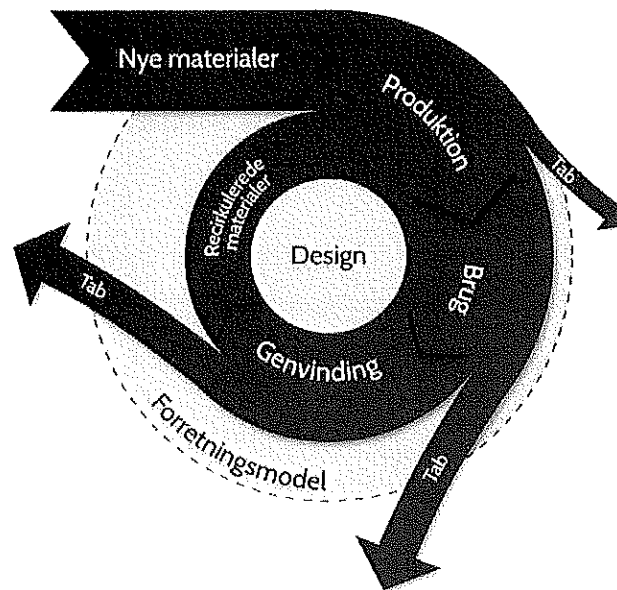 Nye materialer
Produktion
Tab
Recirkulerede
materialer
Design
Brug
Tab
Genvinding
Forretningsmodel
Tab